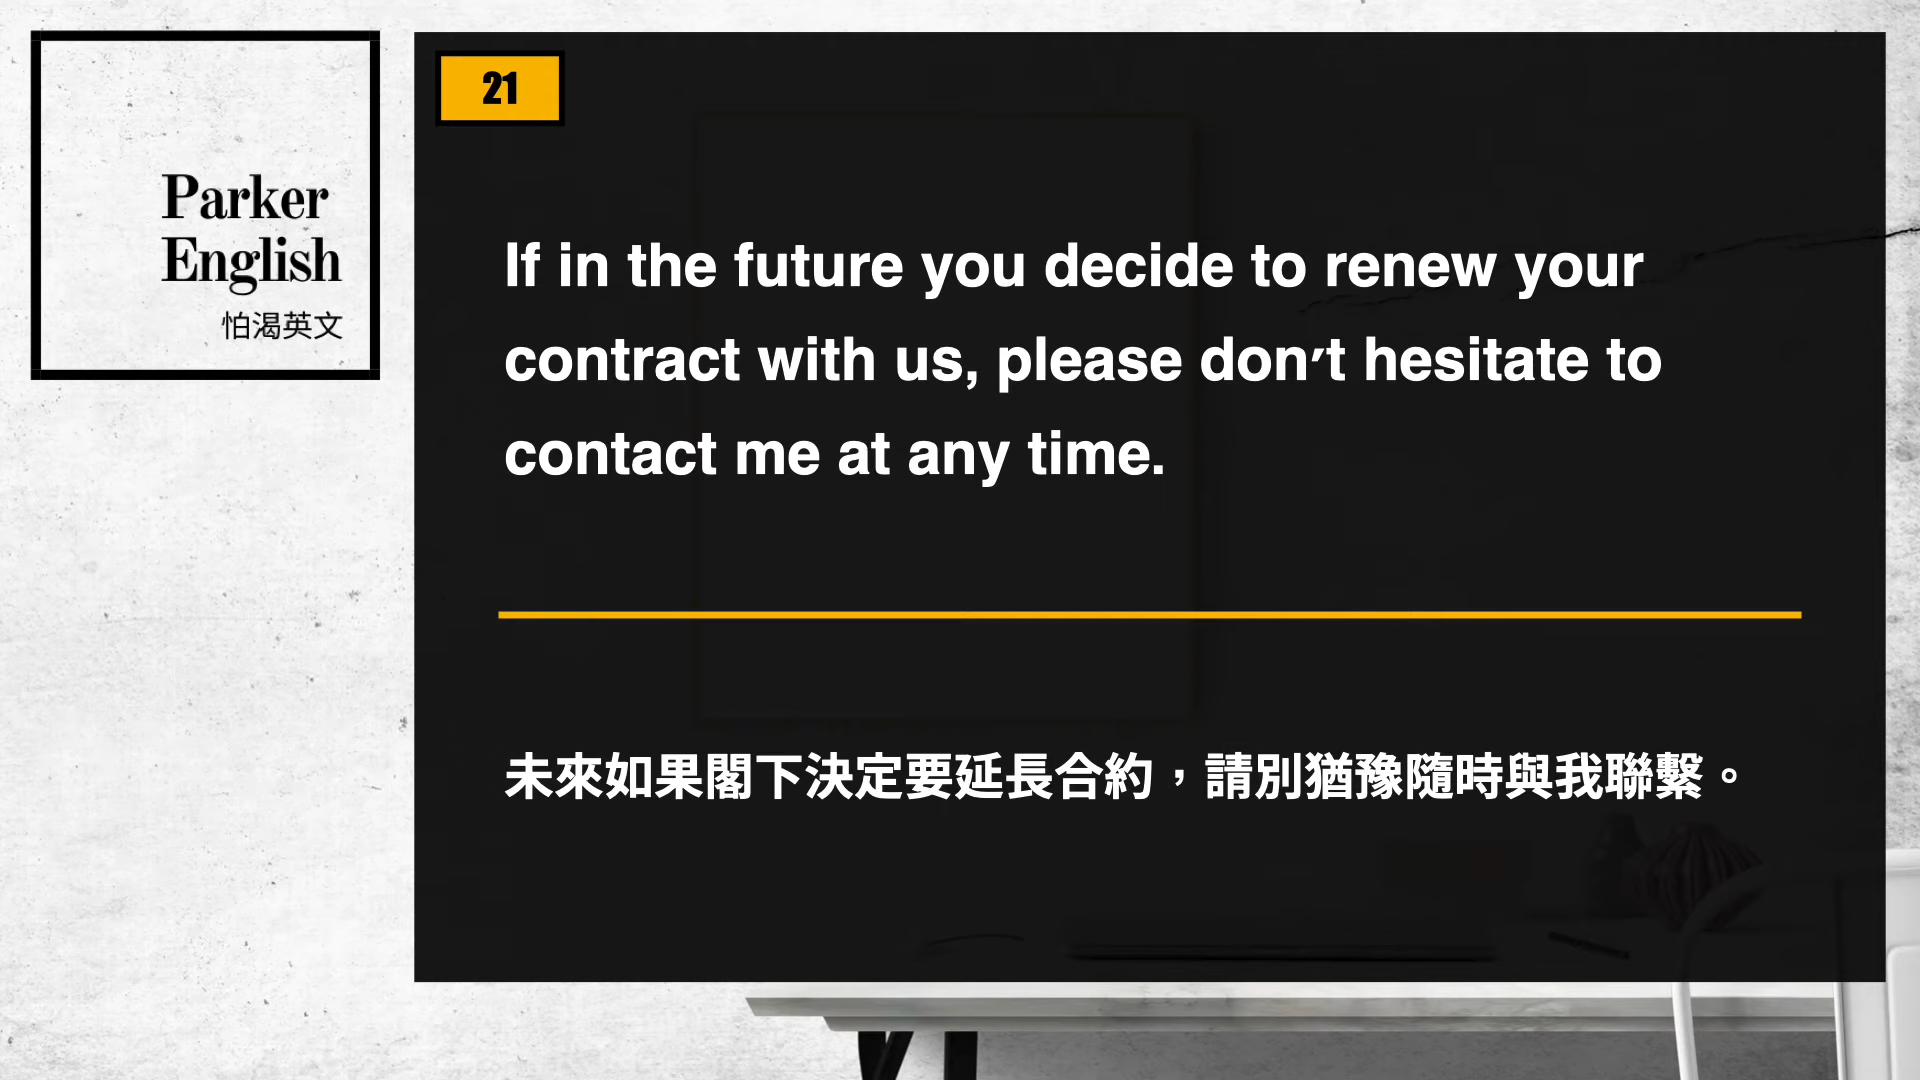 Parker
English
怕渴英文
21
If in the future you decide to renew your
contract with us, please don′t hesitate to
contact me at any time.
未來如果閣下決定要延長合約，請別猶豫隨時與我聯繫。